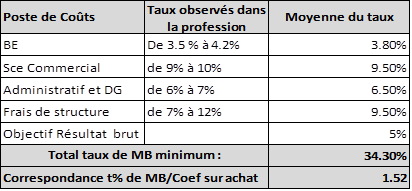 Poste de Coûts Taux observés dans la profession Moyenne du taux
BE De 3.5 % à 4.2% 3.80%
Sce Commercial de 9% à 10% 9.50%
Administratif et DG de 6% à 7% 6.50%
Frais de structure de 7% à 12% 9.50%
Objectif Résultat brut 5%
Total taux de MB minimum : 34.30%
Correspondance t% de MB/Coef sur achat 1.52